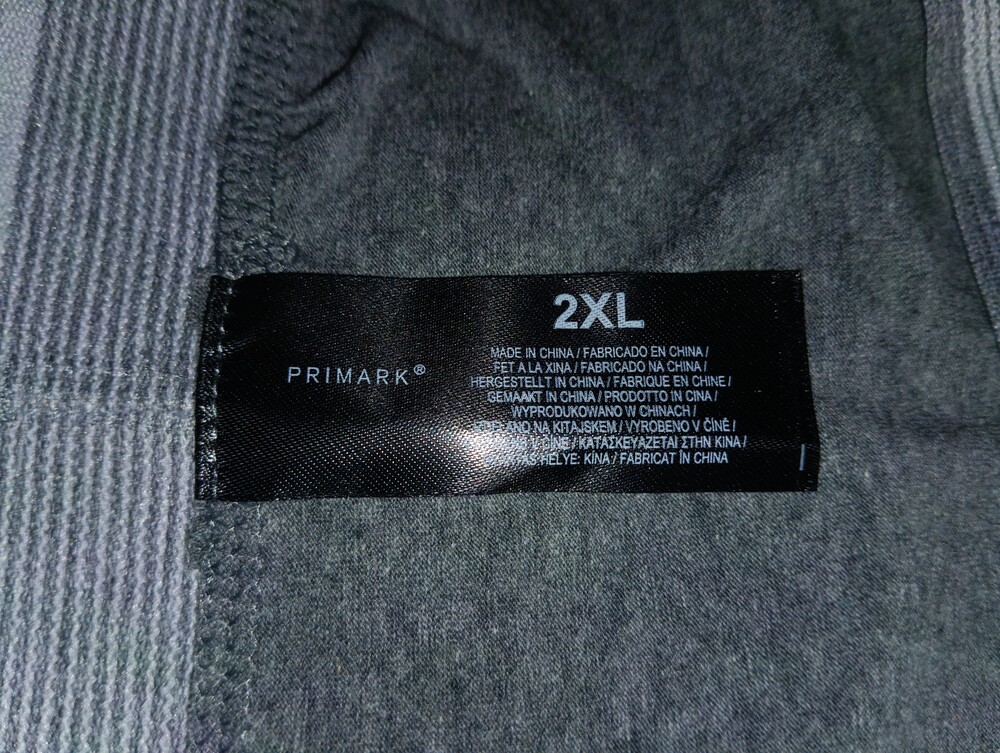 2XL
PRIMARK®
MADE IN CHINA / FABRICADO EN CHINA /
FET A LA XINA / FABRICADO NA CHINA /
HERGESTELLT IN CHINA / FABRIQUE EN CHINE /
GEMAAKT IN CHINA / PRODOTTO IN CINA /
WYPRODUKOWANO W CHINACH /
NA KITAJSKEM / VYROBENO V ČÍNĚ /
V ČÍNE / ΚΑΤΑΣΚΕΥΑΖΕΤΑΙ ΣΤΗΝ ΚΙΝΑ /
HELYE: KÍNA / FABRICAT ÎN CHINA